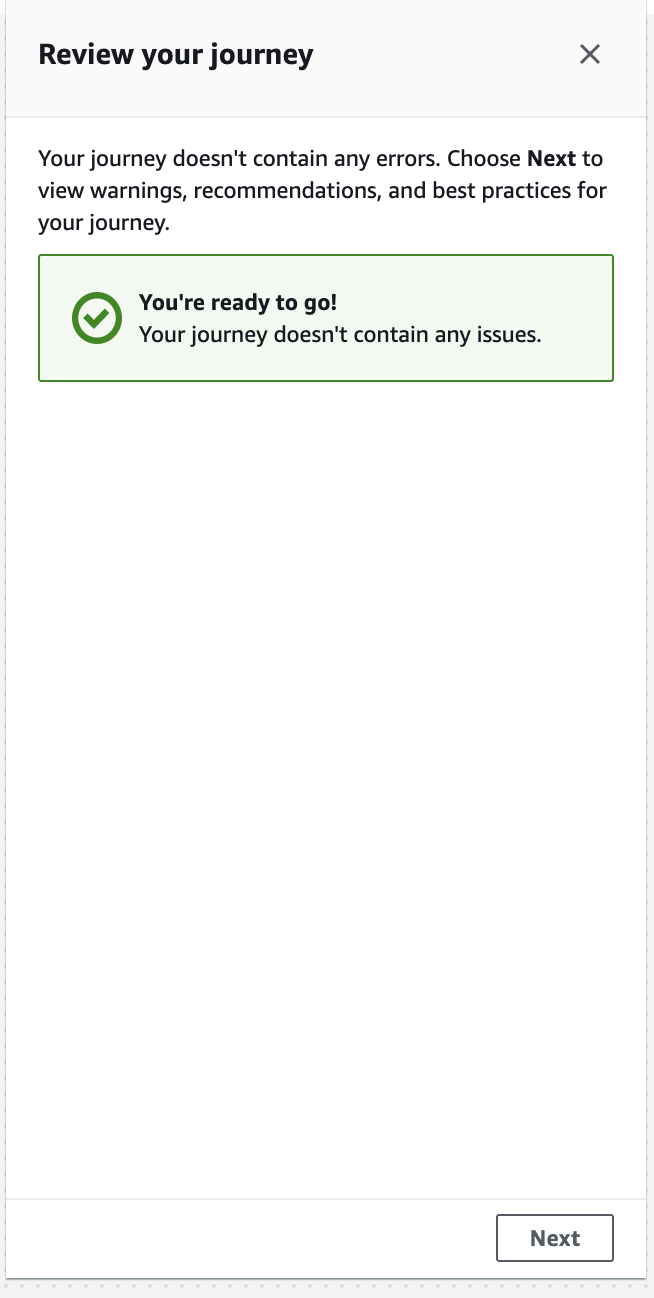 Review your journey
Your journey doesn't contain any errors. Choose Next to
view warnings, recommendations, and best practices for
your journey.
You're ready to go!
Your journey doesn't contain any issues.
Next